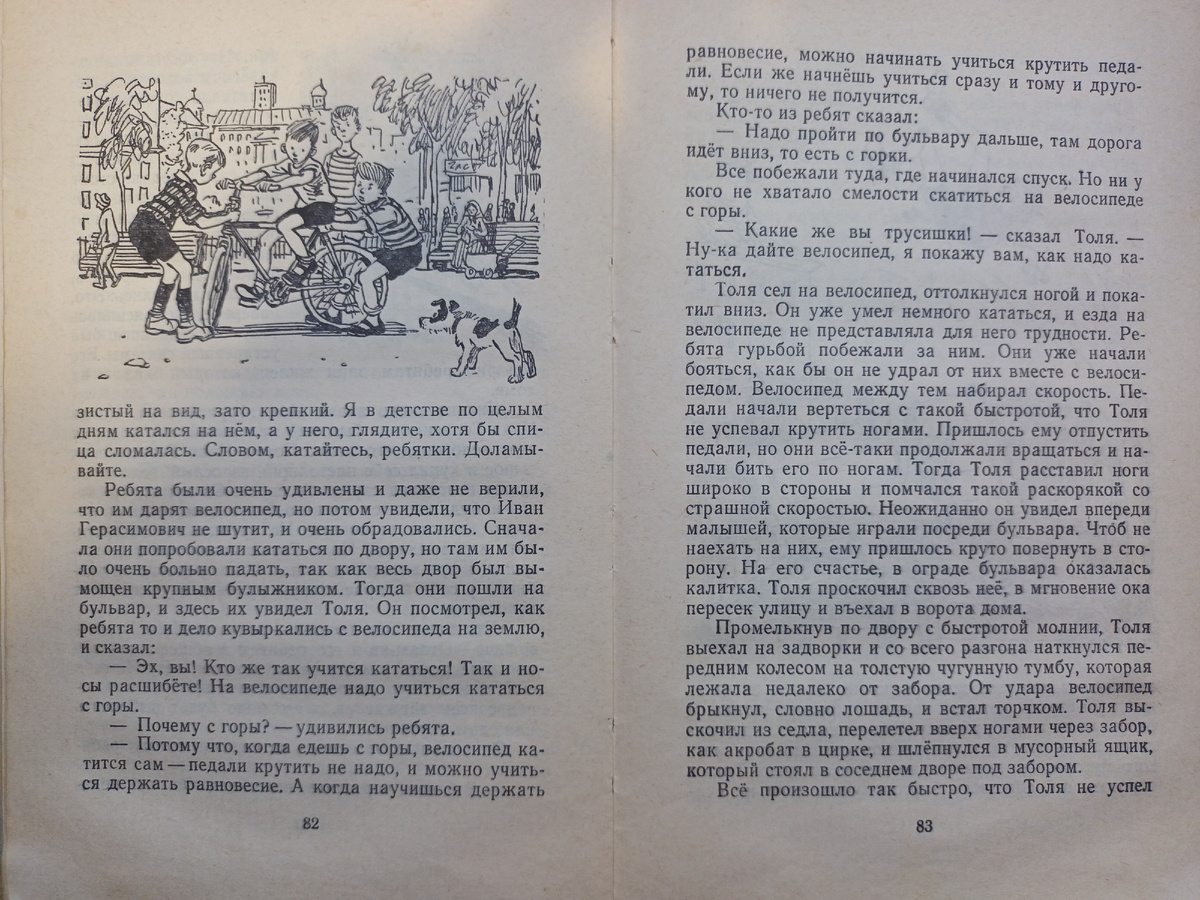 зистый на вид, зато крепкий. Я в детстве по целым
дням катался на нём, а у него, глядите, хотя бы спи-
ца сломалась. Словом, катайтесь, ребятки. Доламы-
вайте.
Ребята были очень удивлены и даже не верили,
что им дарят велосипед, но потом увидели, что Иван
Герасимович не шутит, и очень обрадовались. Снача-
ла они попробовали кататься по двору, но там им бы-
ло очень больно падать, так как весь двор был вы-
мощен крупным булыжником. Тогда они пошли на
бульвар, и здесь их увидел Толя. Он посмотрел, как
ребята то и дело кувыркались с велосипеда на землю,
и сказал:
— Эх, вы! Кто же так учится кататься! Так и но-
сы расшибёте! На велосипеде надо учиться кататься
с горы.
— Почему с горы? — удивились ребята.
— Потому что, когда едешь с горы, велосипед ка-
тится сам — педали крутить не надо, и можно учить-
ся держать равновесие. А когда научишься держать
82
равновесие, можно начинать учиться крутить педа-
ли. Если же начнёшь учиться сразу и тому и друго-
му, то ничего не получится.
Кто-то из ребят сказал:
— Надо пройти по бульвару дальше, там дорога
идёт вниз, то есть с горки.
Все побежали туда, где начинался спуск. Но ни у
кого не хватало смелости скатиться на велосипеде
с горы.
— Какие же вы трусишки! — сказал Толя. —
Ну-ка дайте велосипед, я покажу вам, как надо ка-
таться.
Толя сел на велосипед, оттолкнулся ногой и пока-
тил вниз. Он уже умел немного кататься, и езда на
велосипеде не представляла для него трудности. Ре-
бята гурьбой побежали за ним. Они уже начали
бояться, как бы он не удрал от них вместе с велоси-
педом. Велосипед между тем набирал скорость. Пе-
дали начали вертеться с такой быстротой, что Толя
не успевал крутить ногами. Пришлось ему отпустить
педали, но они всё-таки продолжали вращаться и на-
чали бить его по ногам. Тогда Толя расставил ноги
широко в стороны и помчался такой раскорякой со
страшной скоростью. Неожиданно он увидел впереди
малышей, которые играли посреди бульвара. Чтоб не
наехать на них, ему пришлось круто повернуть в сто-
рону. На его счастье, в ограде бульвара оказалась
калитка. Толя проскочил сквозь неё, в мгновение ока
пересек улицу и въехал в ворота дома.
Промелькнув по двору с быстротой молнии, Толя
выехал на задворки и со всего разгона наткнулся пе-
редним колесом на толстую чугунную тумбу, которая
лежала недалеко от забора. От удара велосипед
брыкнул, словно лошадь, и встал торчком. Толя вы-
скочил из седла, перелетел вверх ногами через забор,
как акробат в цирке, и шлёпнулся в мусорный ящик,
который стоял в соседнем дворе под забором.
Всё произошло так быстро, что Толя не успел
83